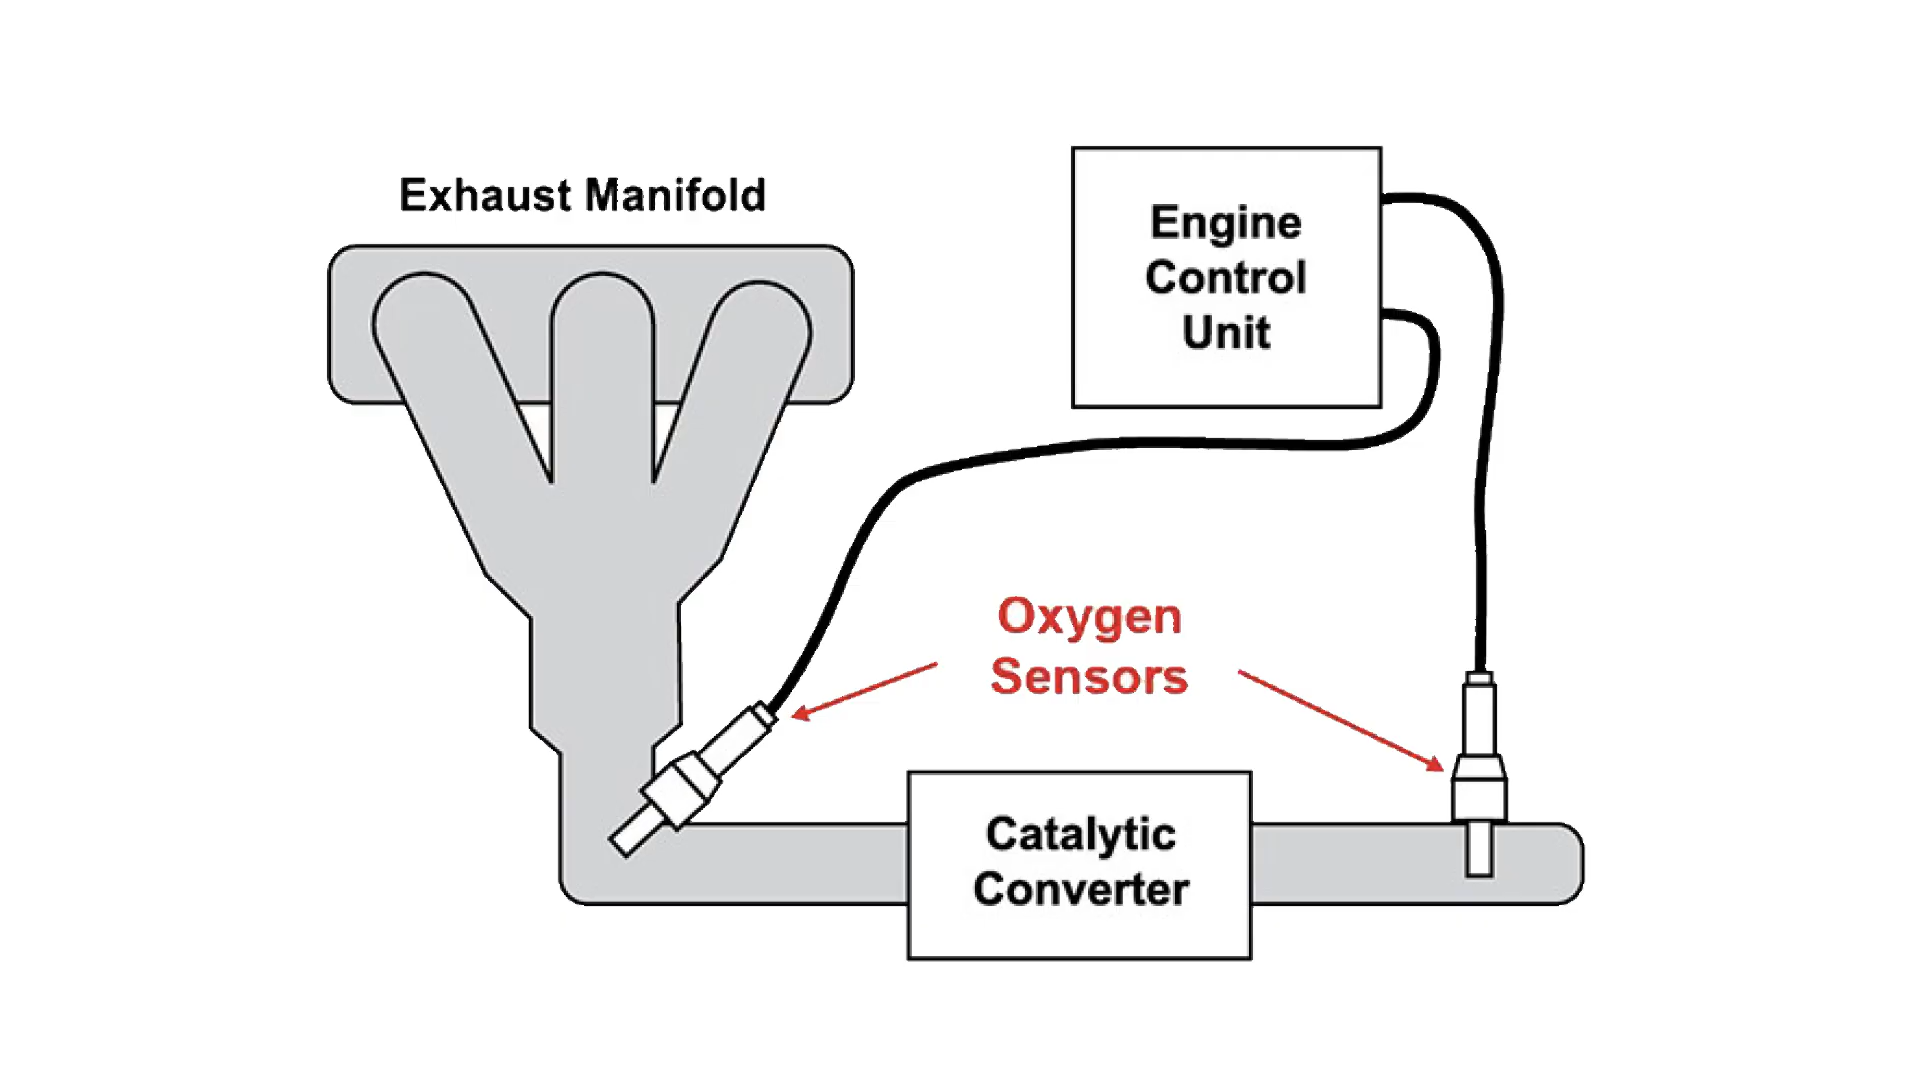 Exhaust Manifold
Engine
Control
Unit
Oxygen
Sensors
Catalytic
Converter